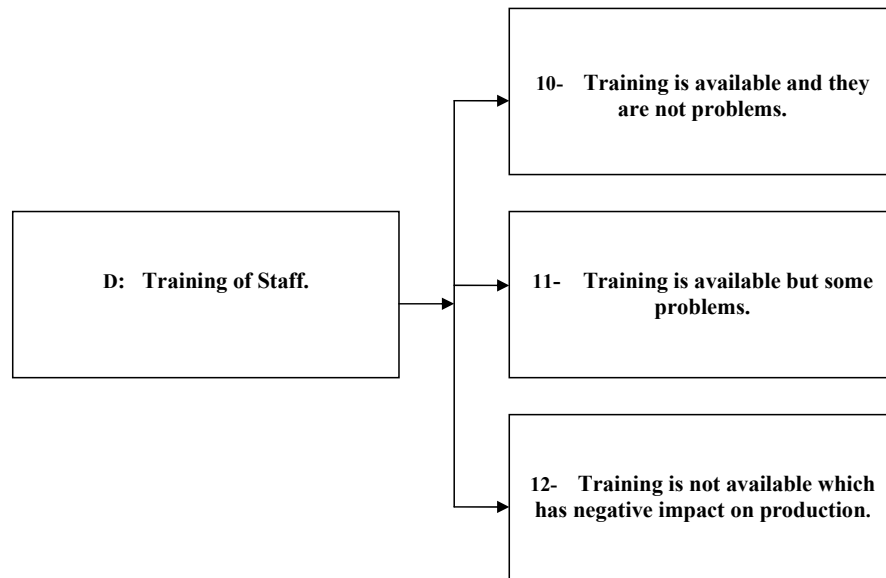 10- Training is available and they
are not problems.
D: Training of Staff.
11- Training is available but some
problems.
12- Training is not available which
has negative impact on production.